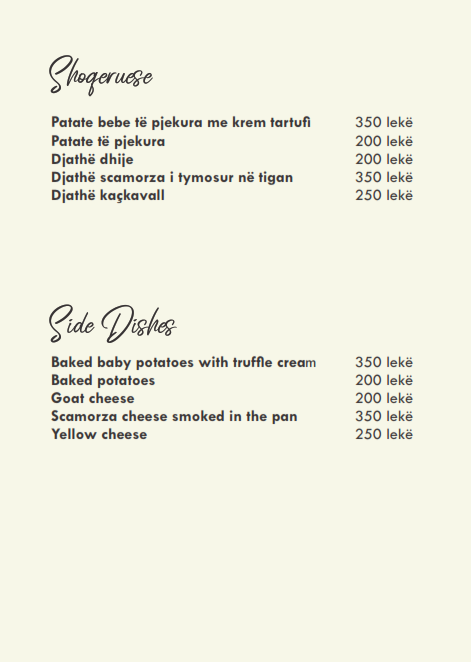 Shoqeruese
Patate bebe të pjekura me krem tartufi 350 lekë
Patate të pjekura 200 lekë
Djathë dhije 200 lekë
Djathë scamorza i tymosur në tigan 350 lekë
Djathë kaçkavall 250 lekë
Side Dishes
Baked baby potatoes with truffle cream 350 lekë
Baked potatoes 200 lekë
Goat cheese 200 lekë
Scamorza cheese smoked in the pan 350 lekë
Yellow cheese 250 lekë